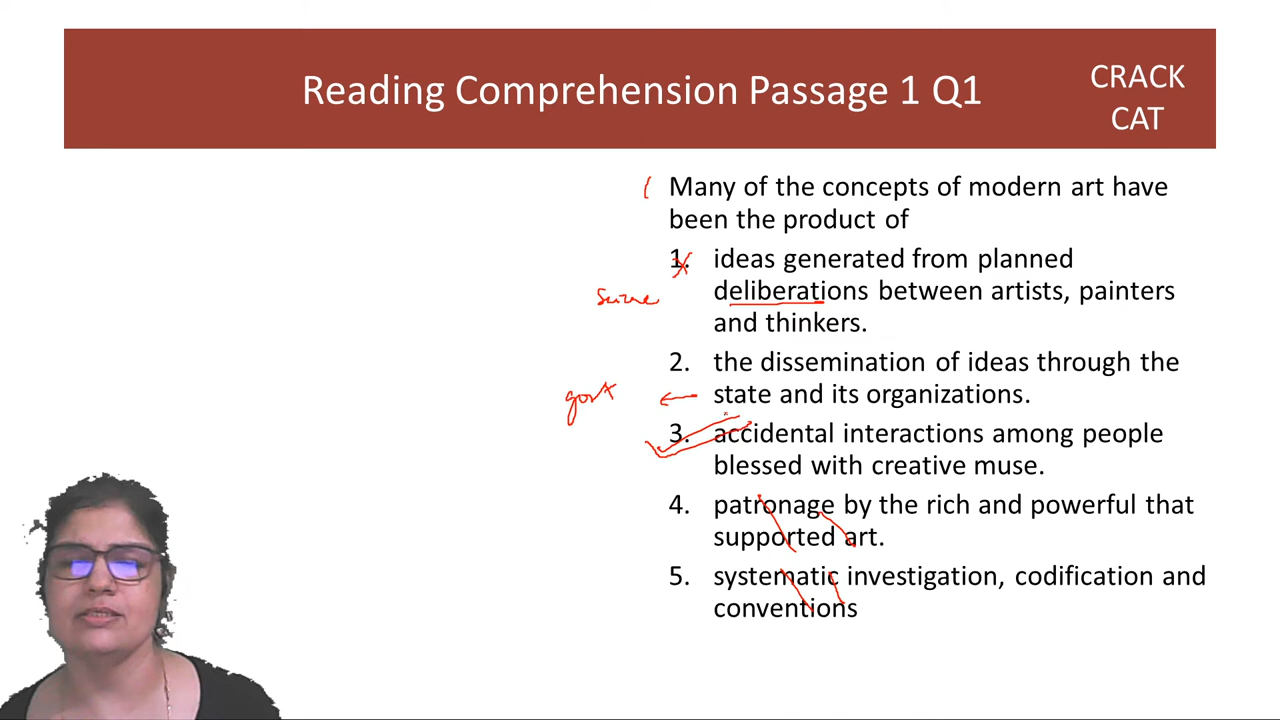 Reading Comprehension Passage 1 Q1
CRACK
CAT
Many of the concepts of modern art have
been the product of
1. ideas generated from planned
deliberations between artists, painters
and thinkers.
2. the dissemination of ideas through the
state and its organizations.
govt
3. accidental interactions among people
blessed with creative muse.
4. patronage by the rich and powerful that
supported art.
5. systematic investigation, codification and
conventions